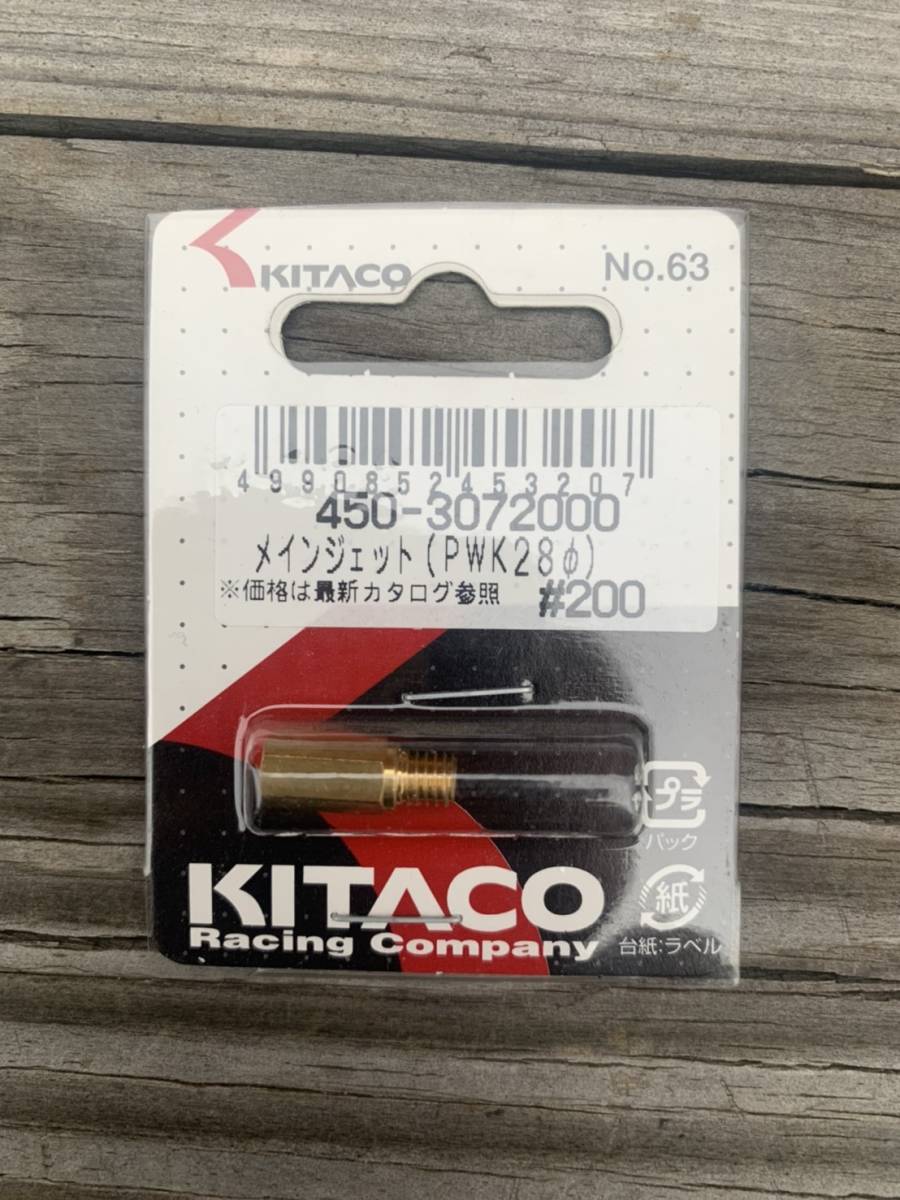 KITACO
No.63
4990852453207
450-3072000
メインジェット(PWK28φ)
※価格は最新カタログ参照 #200
プラ
パック
KITACO
Racing Company
紙
台紙:ラベル